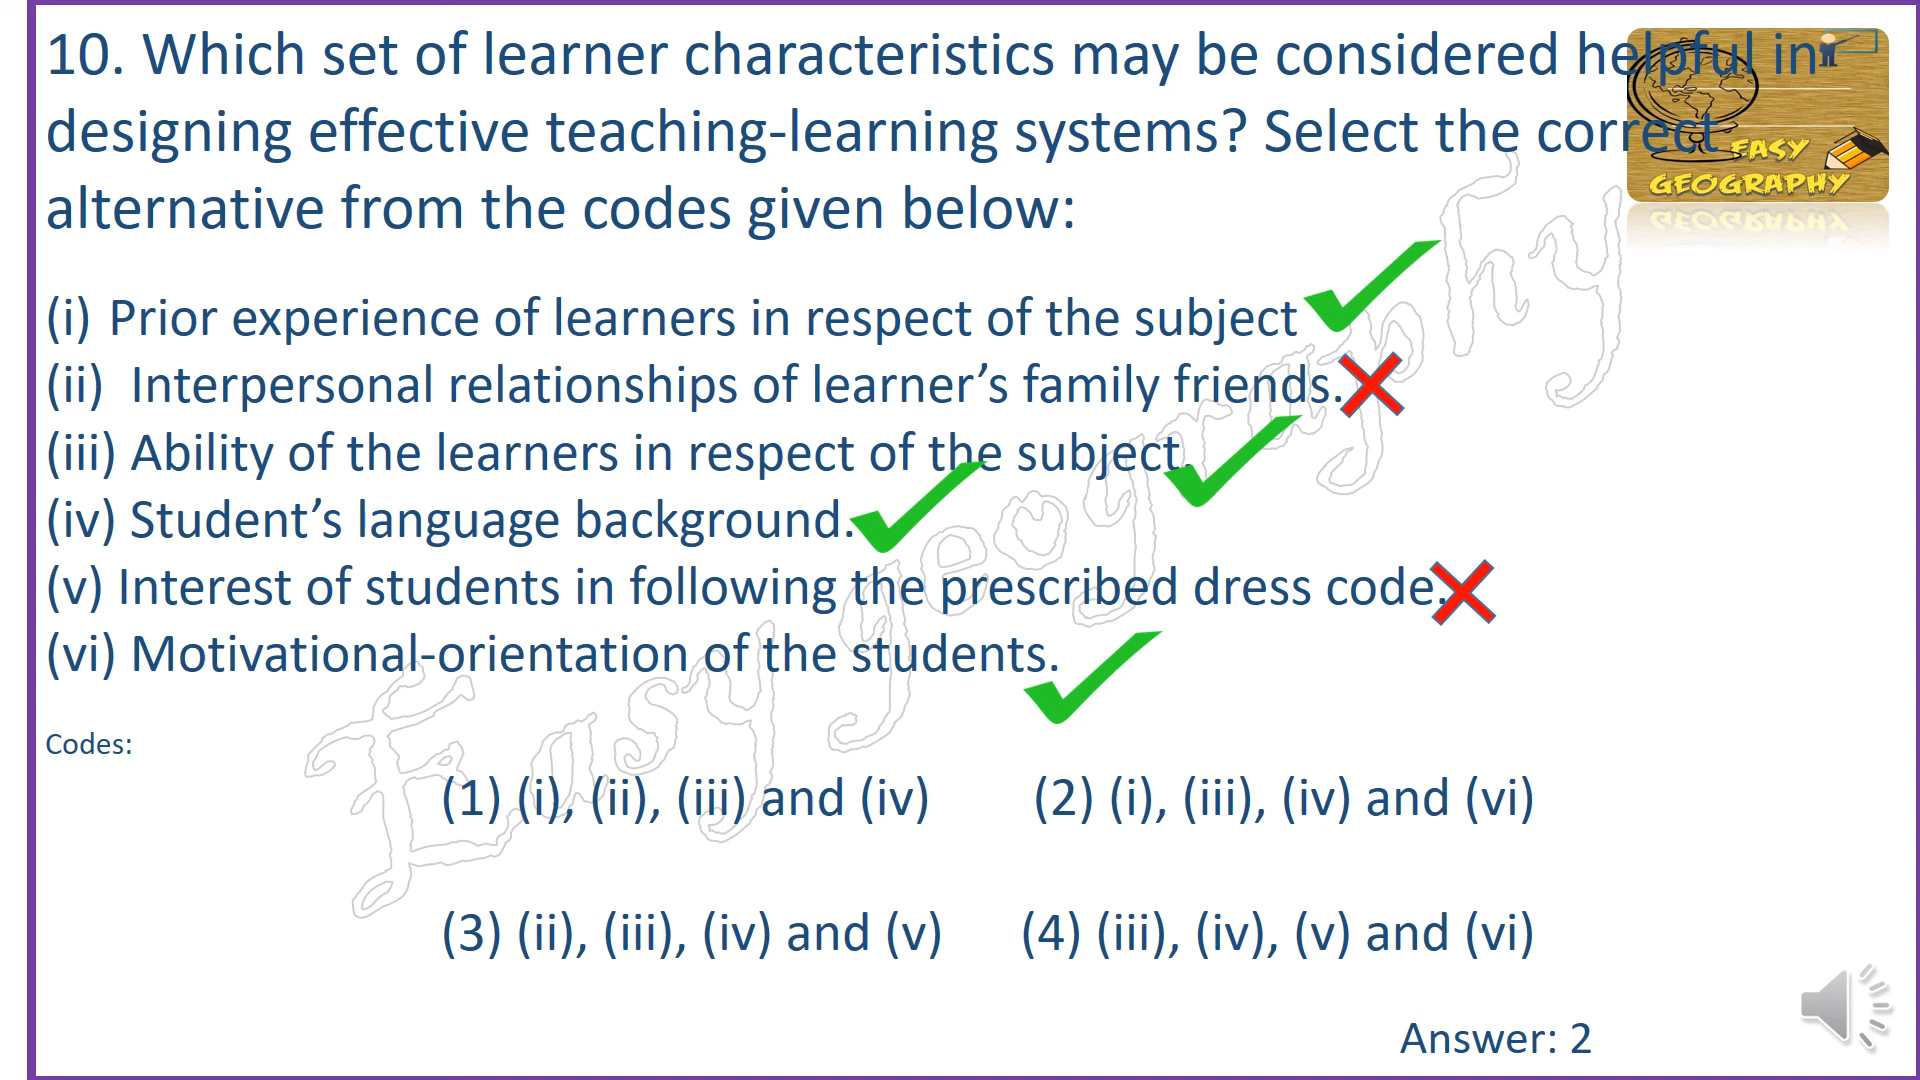 10. Which set of learner characteristics may be considered helpful in
designing effective teaching-learning systems? Select the correct
alternative from the codes given below:
EASY
GEOGRAPHY
(i) Prior experience of learners in respect of the subject
(ii) Interpersonal relationships of learner’s family friends.
(iii) Ability of the learners in respect of the subject.
(iv) Student’s language background.
(v) Interest of students in following the prescribed dress code.
(vi) Motivational-orientation of the students.
Easy geography
Codes:
(1) (i), (ii), (iii) and (iv) (2) (i), (iii), (iv) and (vi)
(3) (ii), (iii), (iv) and (v) (4) (iii), (iv), (v) and (vi)
Answer: 2